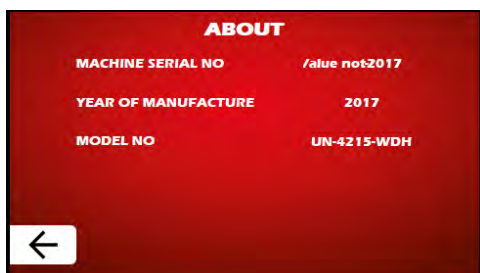 ABOUT
MACHINE SERIAL NO /alue not-2017
YEAR OF MANUFACTURE 2017
MODEL NO UN-4215-WDH